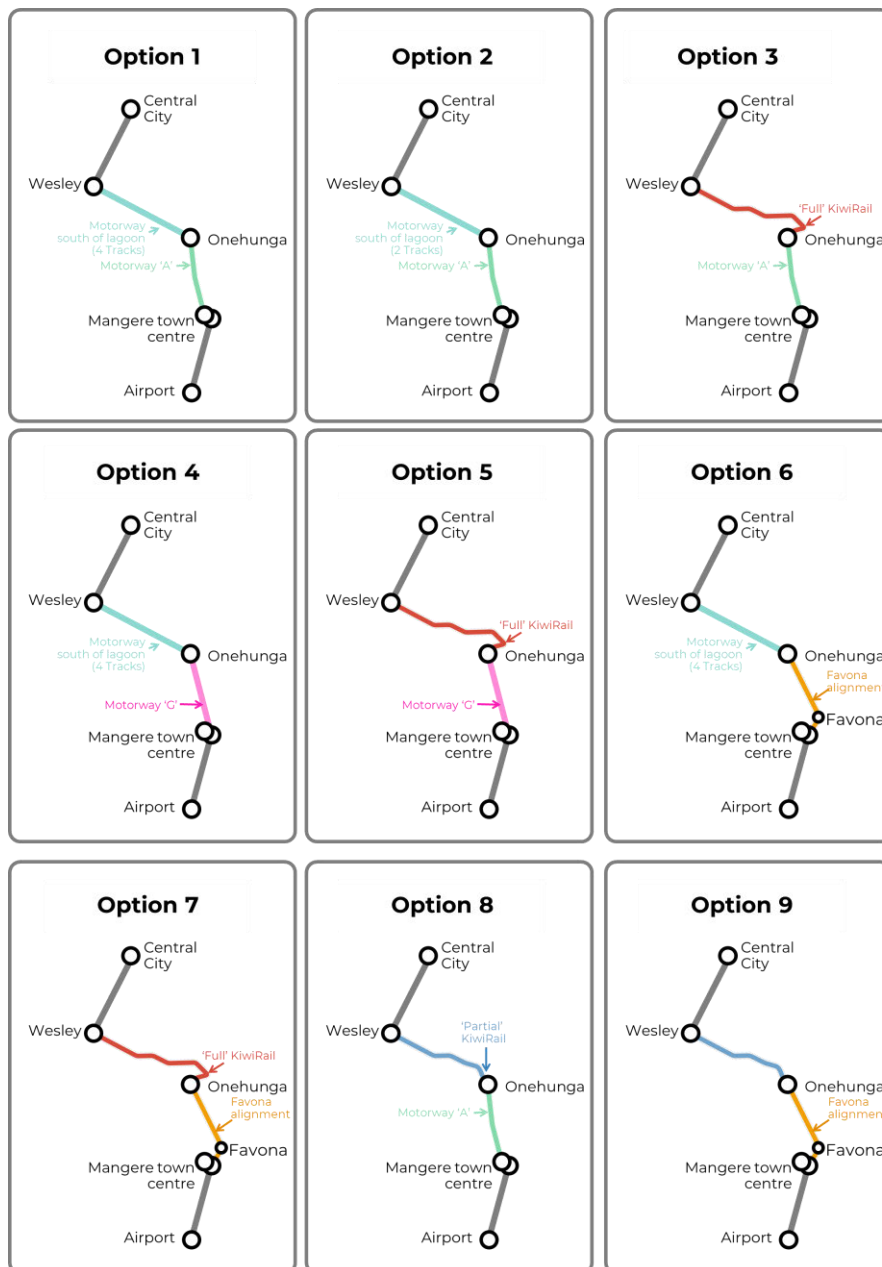 Option 1
Central
City
Wesley
Motorway
south of lagoon
(4 Tracks)
Onehunga
Motorway ‘A’
Mangere town
centre
Airport
Option 2
Central
City
Wesley
Motorway
south of lagoon
(2 Tracks)
Onehunga
Motorway ‘A’
Mangere town
centre
Airport
Option 3
Central
City
Wesley
‘Full’ KiwiRail
Onehunga
Motorway ‘A’
Mangere town
centre
Airport
Option 4
Central
City
Wesley
Motorway
south of lagoon
(4 Tracks)
Onehunga
Motorway ‘G’
Mangere town
centre
Airport
Option 5
Central
City
Wesley
‘Full’ KiwiRail
Onehunga
Motorway ‘G’
Mangere town
centre
Airport
Option 6
Central
City
Wesley
Motorway
south of lagoon
(4 Tracks)
Onehunga
Favona
alignmen
Favona
Mangere town
centre
Airport
Option 7
Central
City
Wesley
‘Full’ KiwiRail
Onehunga
Favona
alignment
Favona
Mangere town
centre
Airport
Option 8
Central
City
Wesley
‘Partial’
KiwiRail
Onehunga
Motorway ‘A’
Mangere town
centre
Airport
Option 9
Central
City
Wesley
Onehunga
Favona
alignmen
Favona
Mangere town
centre
Airport